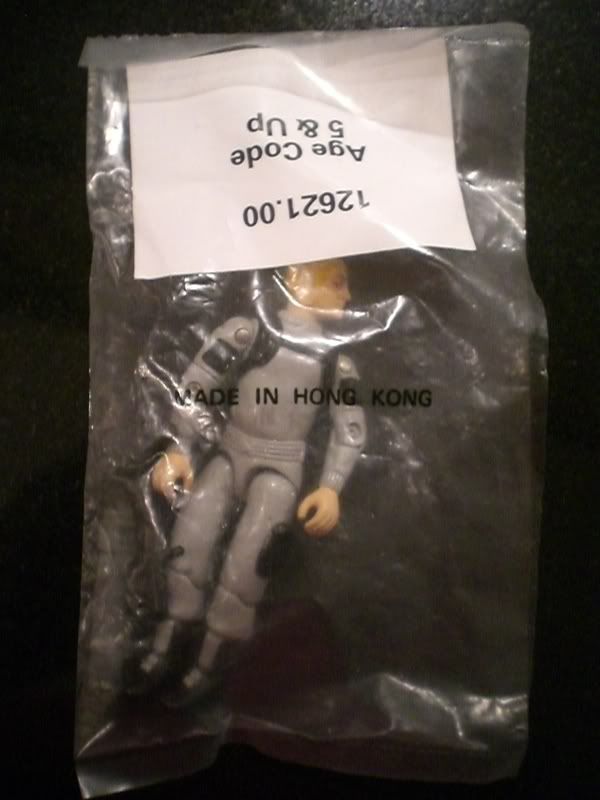 12621.00
Age Code
5 & Up
MADE IN HONG KONG